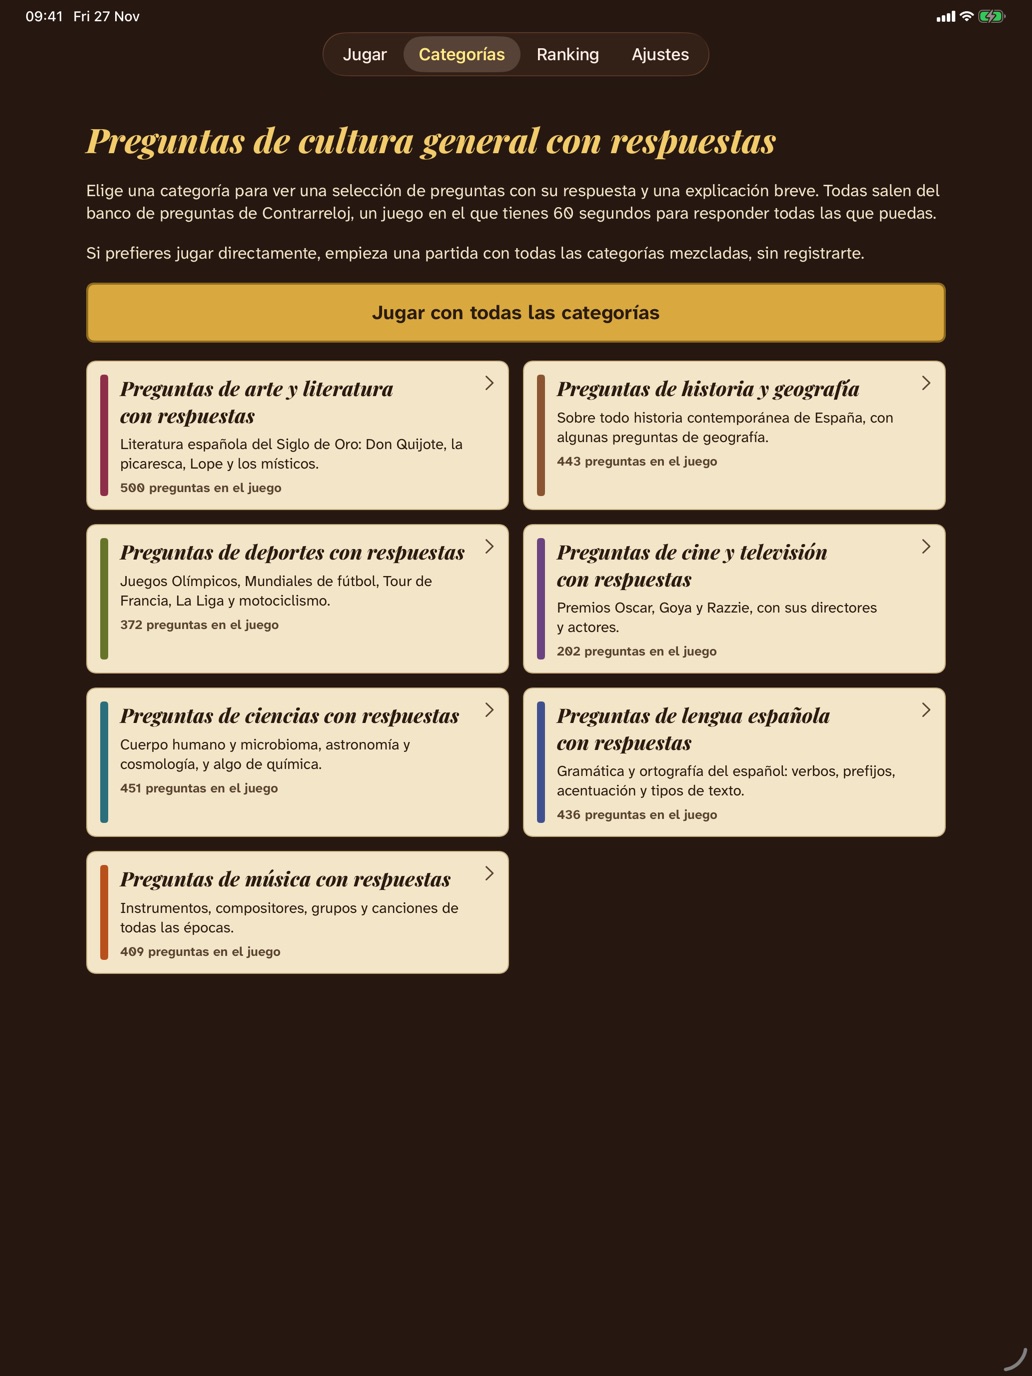 09:41 Fri 27 Nov
Jugar Categorías Ranking Ajustes
Preguntas de cultura general con respuestas
Elige una categoría para ver una selección de preguntas con su respuesta y una explicación breve. Todas salen del
banco de preguntas de Contrarreloj, un juego en el que tienes 60 segundos para responder todas las que puedas.
Si prefieres jugar directamente, empieza una partida con todas las categorías mezcladas, sin registrarte.
Jugar con todas las categorías
Preguntas de arte y literatura
con respuestas
Literatura española del Siglo de Oro: Don Quijote, la
picaresca, Lope y los místicos.
500 preguntas en el juego
Preguntas de historia y geografía
Sobre todo historia contemporánea de España, con
algunas preguntas de geografía.
443 preguntas en el juego
Preguntas de deportes con respuestas
Juegos Olímpicos, Mundiales de fútbol, Tour de
Francia, La Liga y motociclismo.
372 preguntas en el juego
Preguntas de cine y televisión
con respuestas
Premios Oscar, Goya y Razzie, con sus directores
y actores.
202 preguntas en el juego
Preguntas de ciencias con respuestas
Cuerpo humano y microbioma, astronomía y
cosmología, y algo de química.
451 preguntas en el juego
Preguntas de lengua española
con respuestas
Gramática y ortografía del español: verbos, prefijos,
acentuación y tipos de texto.
436 preguntas en el juego
Preguntas de música con respuestas
Instrumentos, compositores, grupos y canciones de
todas las épocas.
409 preguntas en el juego